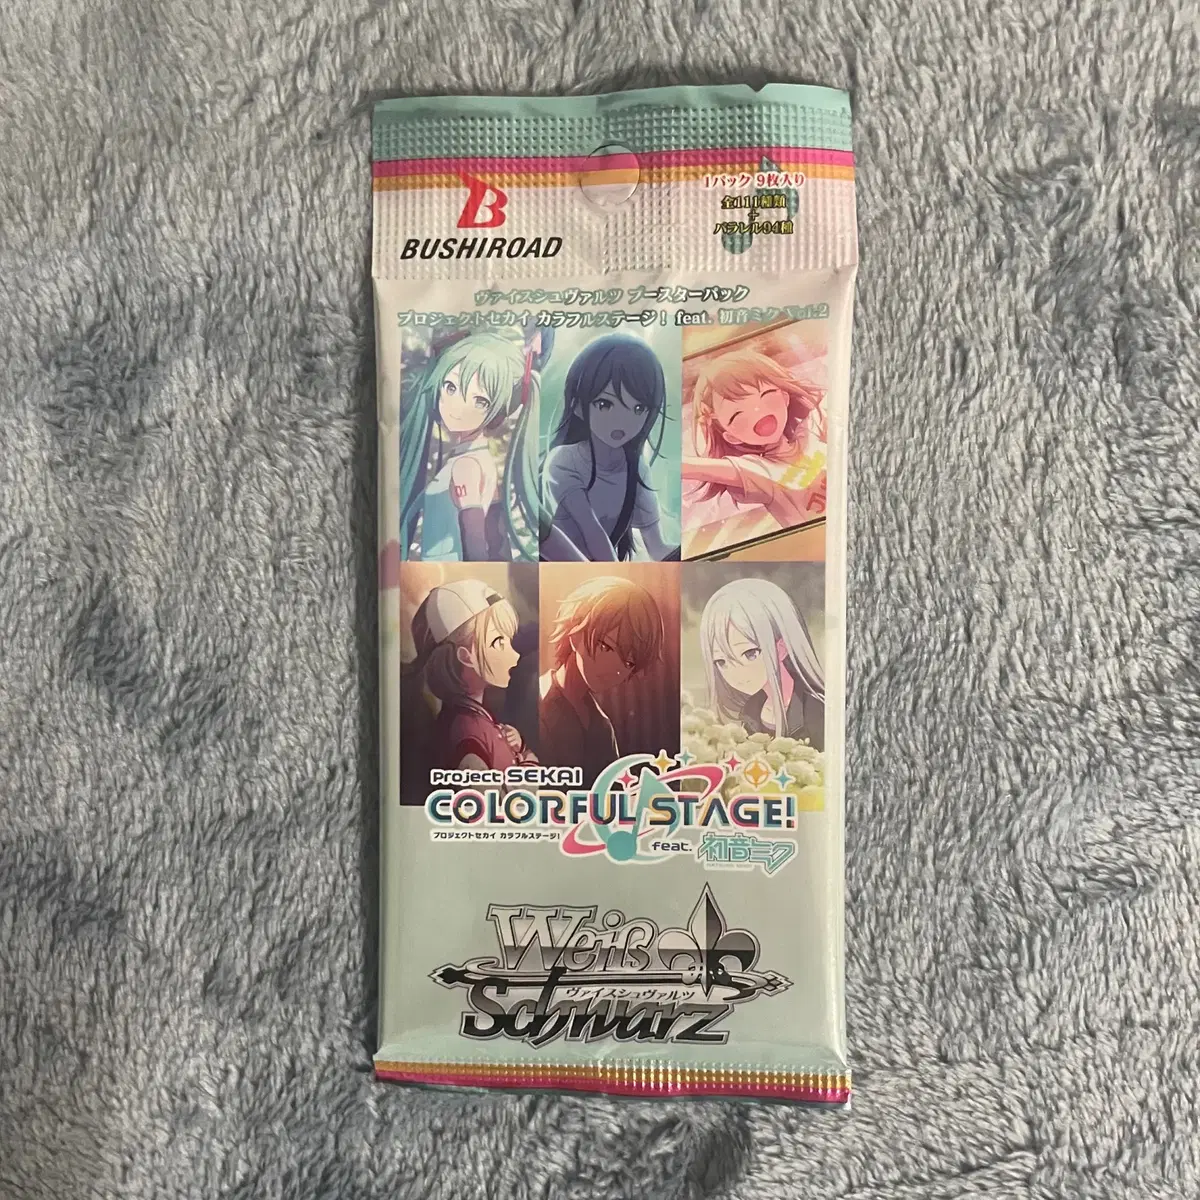 BUSHIROAD
1パック 9枚入り
全111種類
+
パラレル94種
ヴァイスシュヴァルツ ブースターパック
プロジェクトセカイ カラフルステージ! feat. 初音ミク Vol.2
01
Project SEKAI
COLORFUL STAGE!
プロジェクトセカイ カラフルステージ!
feat. 初音ミク
HATSUNE MIKU
Weiß
ヴァイスシュヴァルツ
Schwarz